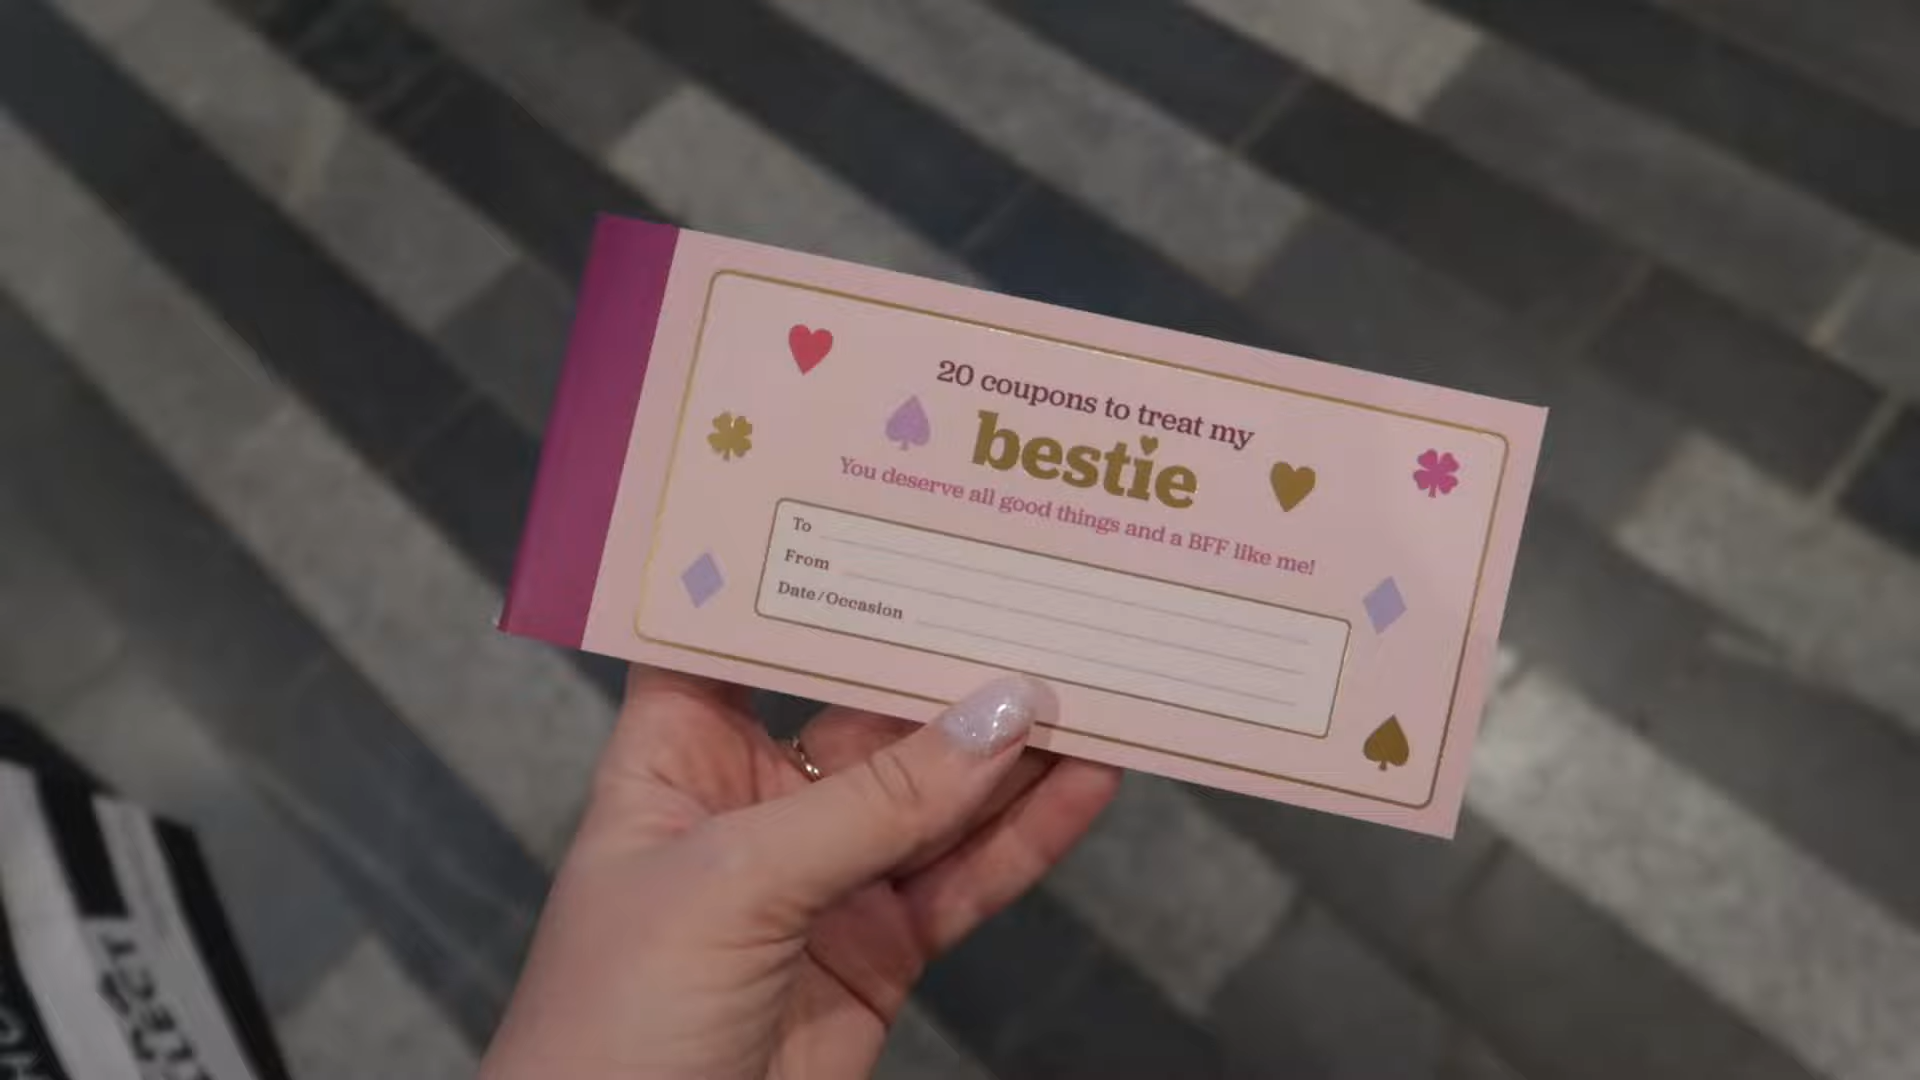 20 coupons to treat my
bestie
You deserve all good things and a BFF like me!
To
From
Date/Occasion